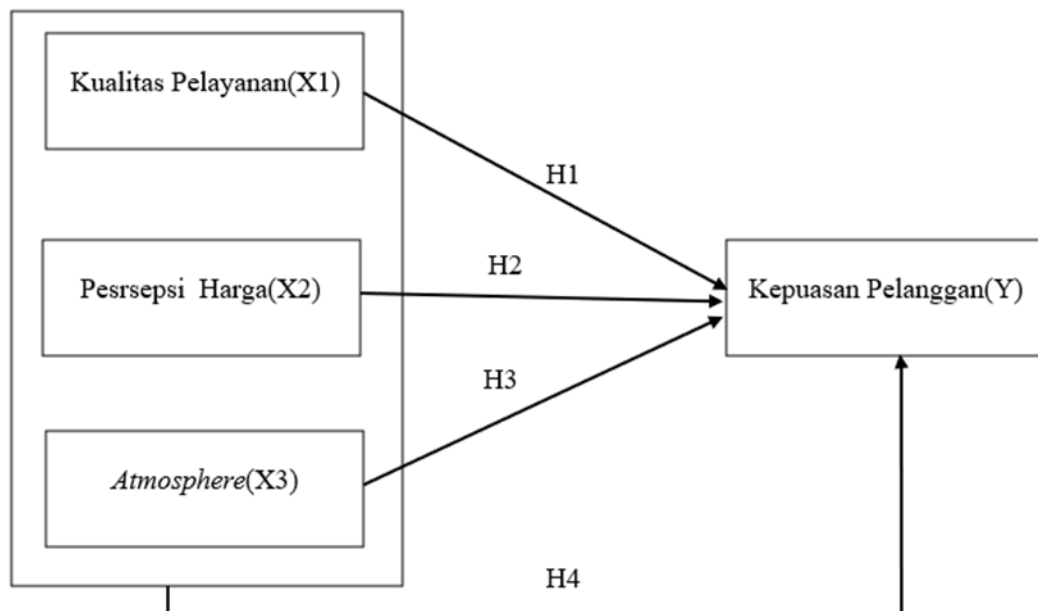 Kualitas Pelayanan(X1)
H1
H2
Pesrsepsi Harga(X2)
Kepuasan Pelanggan(Y)
H3
Atmosphere(X3)
H4